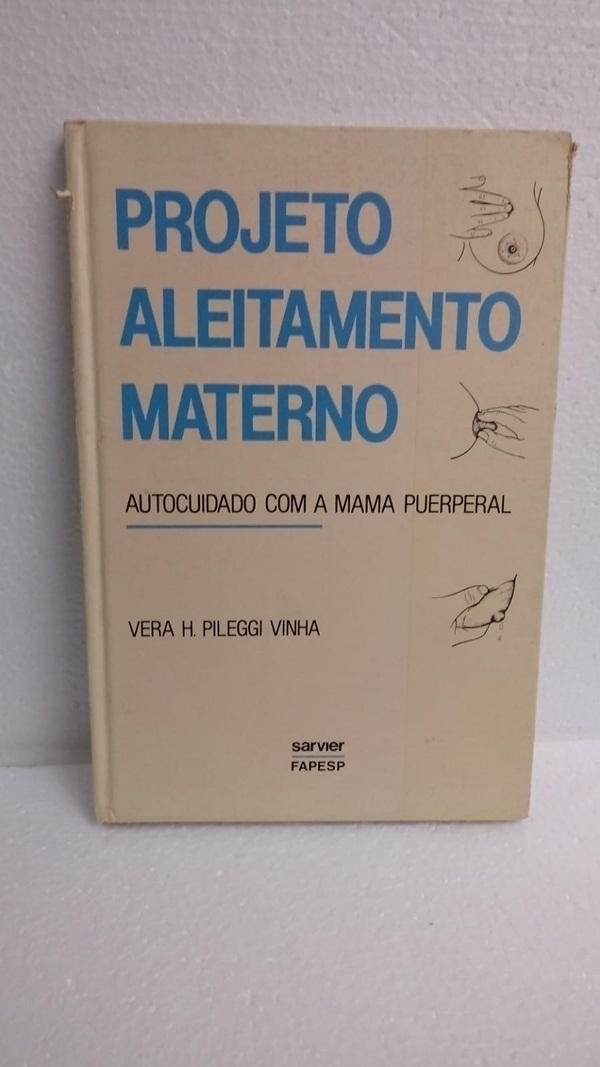 PROJETO
ALEITAMENTO
MATERNO
AUTOCUIDADO COM A MAMA PUERPERAL
VERA H. PILEGGI VINHA
sarvier
FAPESP